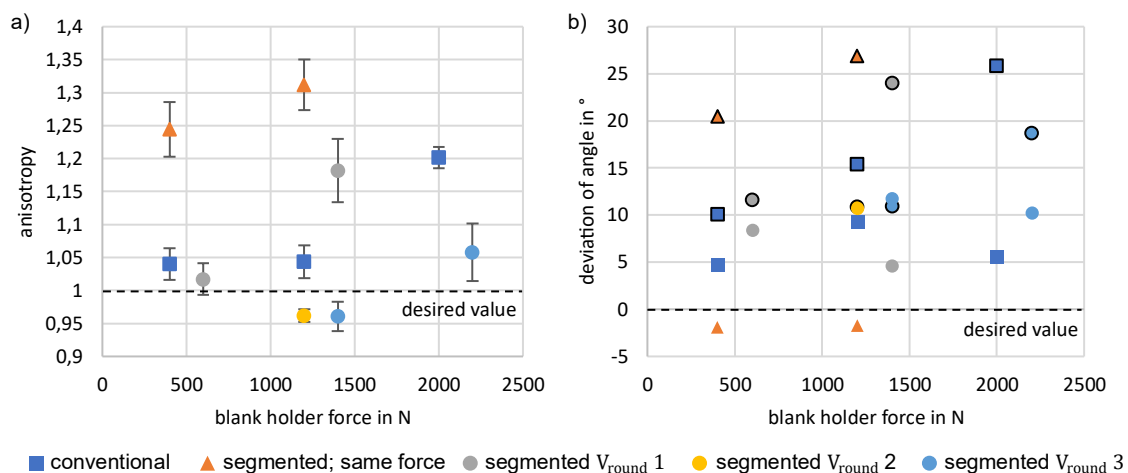 a)
1,4
1,35
1,3
1,25
1,2
1,15
1,1
1,05
1
0,95
0,9
anisotropy
desired value
0 500 1000 1500 2000 2500
blank holder force in N
b)
30
25
20
15
10
5
0
-5
deviation of angle in °
desired value
0 500 1000 1500 2000 2500
blank holder force in N
conventional segmented; same force segmented Vround 1 segmented Vround 2 segmented Vround 3